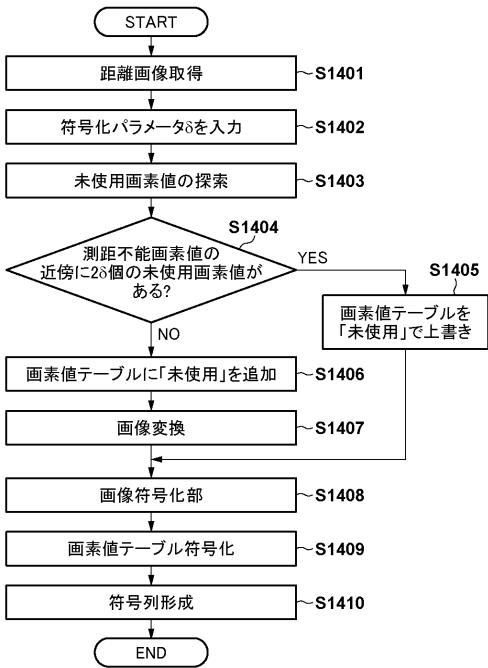 START
距離画像取得
S1401
符号化パラメータδを入力
S1402
未使用画素値の探索
S1403
S1404
測距不能画素値の
近傍に2δ個の未使用画素値が
ある?
YES
NO
S1405
画素値テーブルを
「未使用」で上書き
画素値テーブルに「未使用」を追加
S1406
画像変換
S1407
画像符号化部
S1408
画素値テーブル符号化
S1409
符号列形成
S1410
END